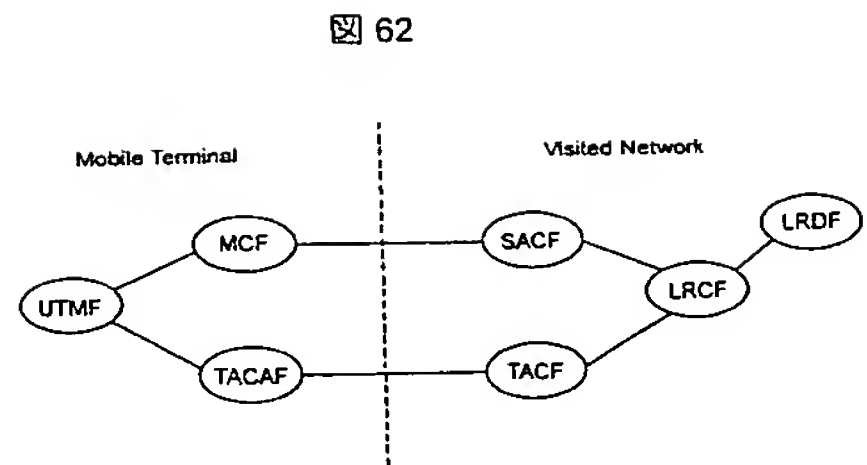 図 62
Mobile Terminal
Visited Network
LRDF
MCF
SACF
LRCF
UTMF
TACAF
TACF